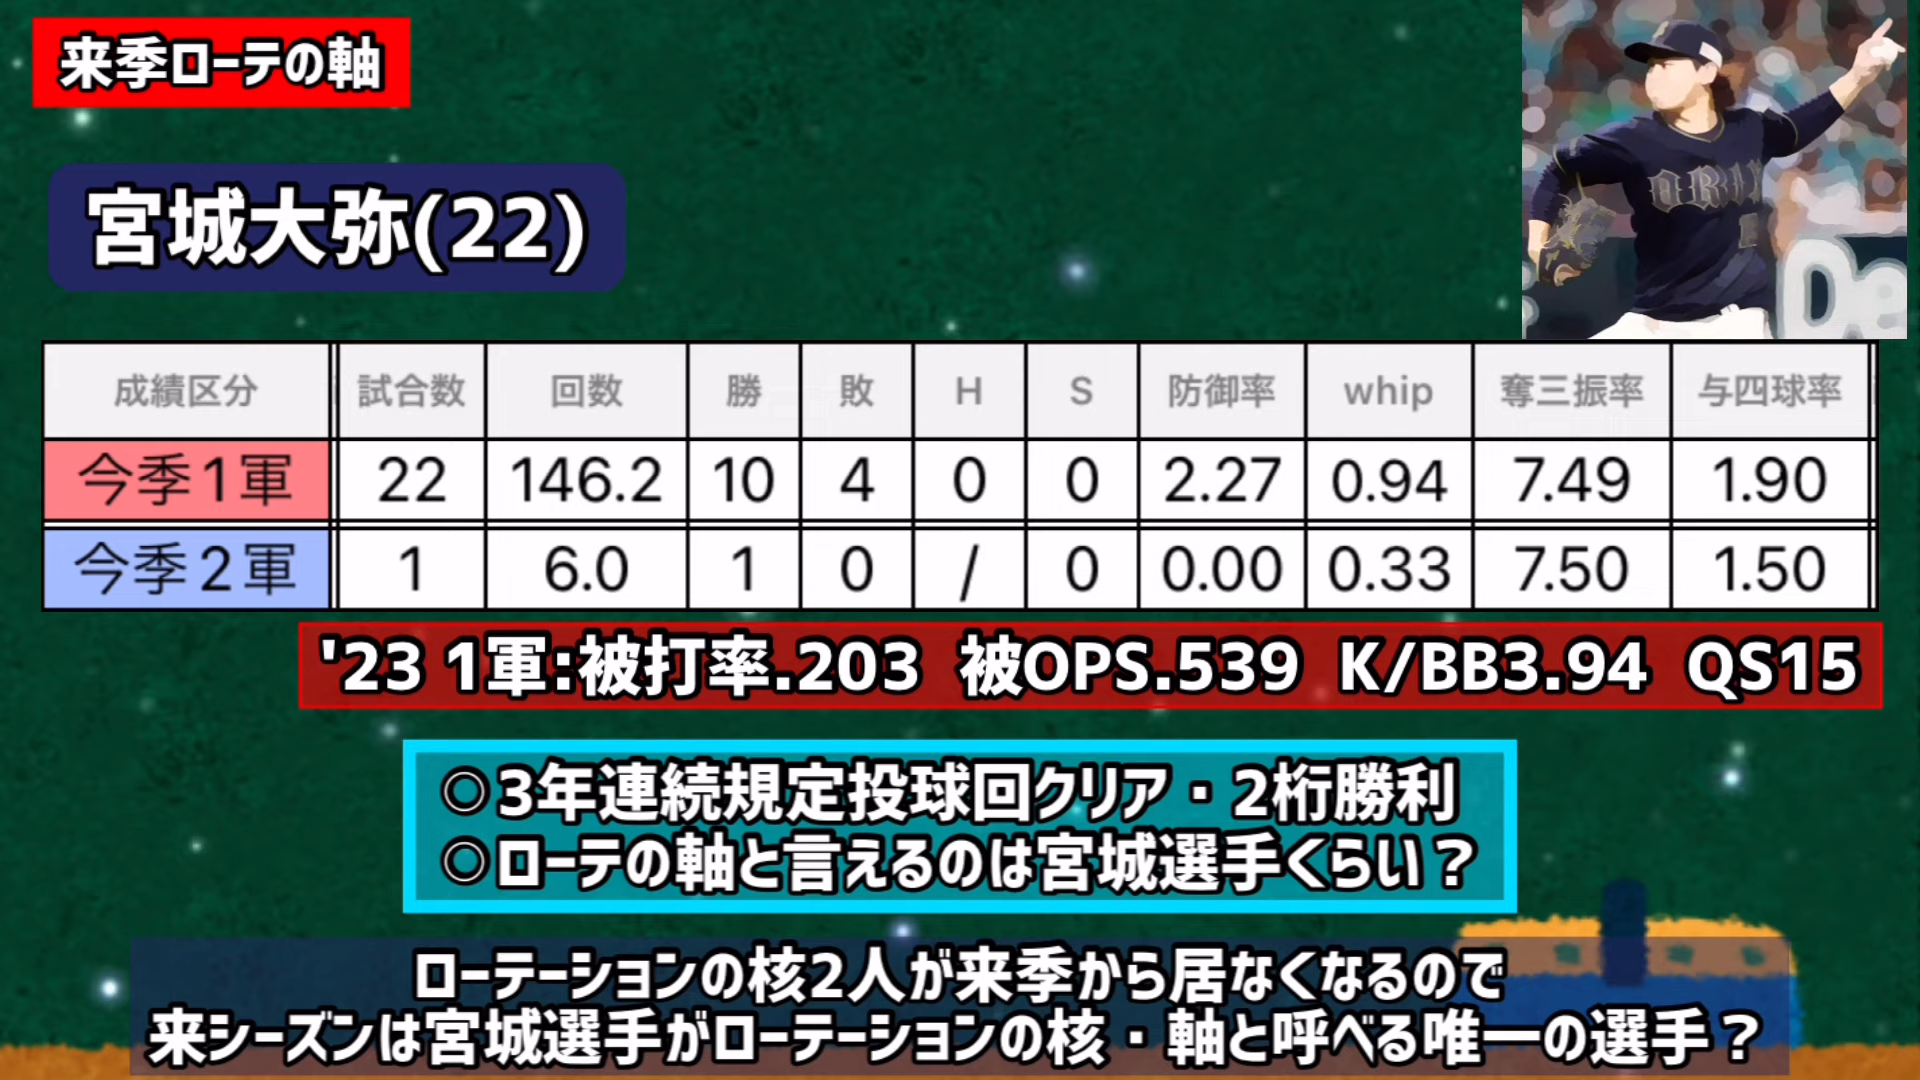 来季ローテの軸
宮城大弥(22)
成績区分 試合数 回数 勝 敗 H S 防御率 whip 奪三振率 与四球率
今季1軍 22 146.2 10 4 0 0 2.27 0.94 7.49 1.90
今季2軍 1 6.0 1 0 / 0 0.00 0.33 7.50 1.50
'23 1軍:被打率.203 被OPS.539 K/BB3.94 QS15
○3年連続規定投球回クリア・2桁勝利
○ローテの軸と言えるのは宮城選手くらい？
ローテーションの核2人が来季から居なくなるので
来シーズンは宮城選手がローテーションの核・軸と呼べる唯一の選手？